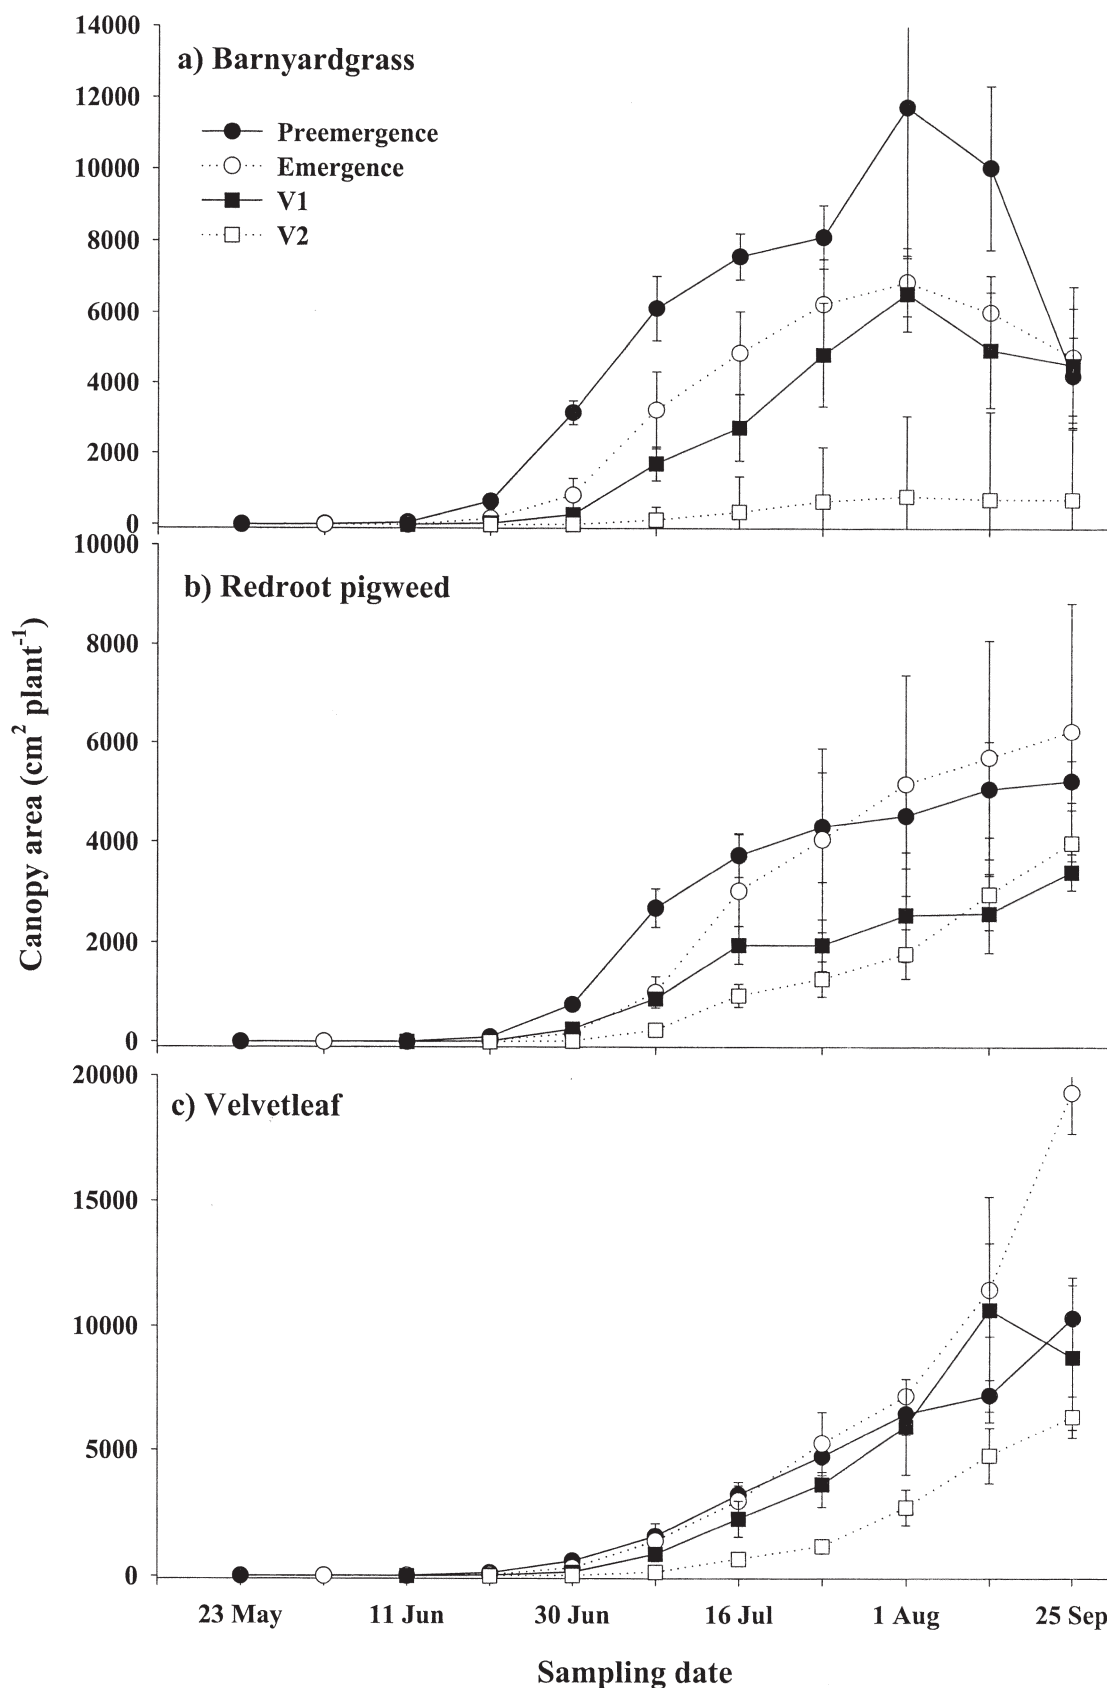 14000
a) Barnyardgrass
12000
Preemergence
Emergence
10000
V1
V2
8000
6000
4000
2000
0
10000
b) Redroot pigweed
8000
6000
4000
2000
0
Canopy area (cm² plant⁻¹)
20000
c) Velvetleaf
15000
10000
5000
0
23 May 11 Jun 30 Jun 16 Jul 1 Aug 25 Sep
Sampling date